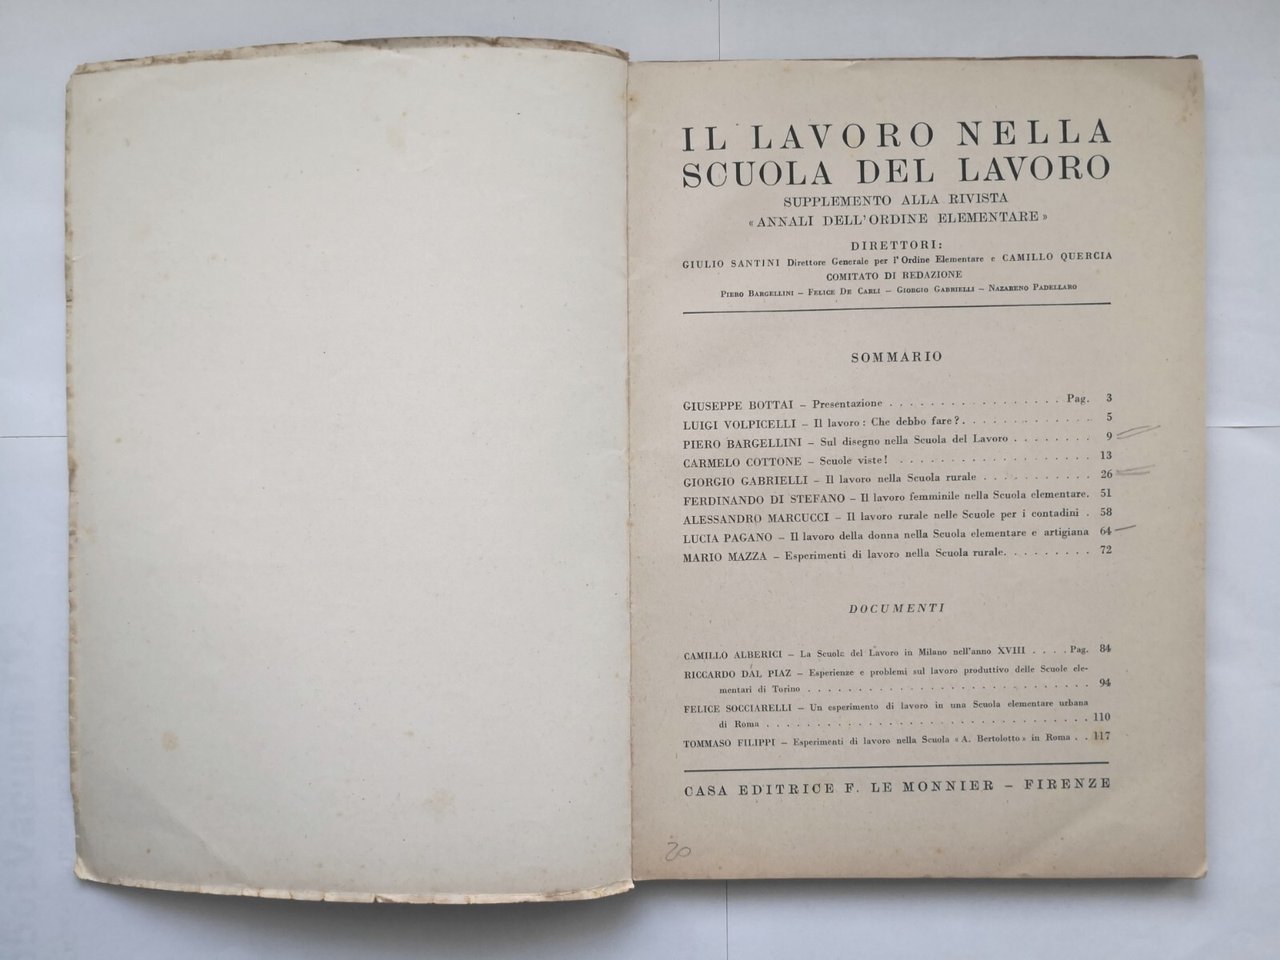 IL LAVORO NELLA
SCUOLA DEL LAVORO
SUPPLEMENTO ALLA RIVISTA
« ANNALI DELL'ORDINE ELEMENTARE »
DIRETTORI:
GIULIO SANTINI Direttore Generale per l'Ordine Elementare e CAMILLO QUERCIA
COMITATO DI REDAZIONE
PIERO BARGELLINI – FELICE DE CARLI – GIORGIO GABRIELLI – NAZARENO PADELLARO
SOMMARIO
GIUSEPPE BOTTAI – Presentazione . . . . . . . . . . . . . . . . . Pag. 3
LUIGI VOLPICELLI – Il lavoro: Che debbo fare? . . . . . . . . . . . . . 5
PIERO BARGELLINI – Sul disegno nella Scuola del Lavoro . . . . . . . . 9
CARMELO COTTONE – Scuole viste! . . . . . . . . . . . . . . . . . . . 13
GIORGIO GABRIELLI – Il lavoro nella Scuola rurale . . . . . . . . . . . 26
FERDINANDO DI STEFANO – Il lavoro femminile nella Scuola elementare. 51
ALESSANDRO MARCUCCI – Il lavoro rurale nelle Scuole per i contadini . 58
LUCIA PAGANO – Il lavoro della donna nella Scuola elementare e artigiana 64
MARIO MAZZA – Esperimenti di lavoro nella Scuola rurale. . . . . . . . . 72
DOCUMENTI
CAMILLO ALBERICI – La Scuola del Lavoro in Milano nell'anno XVIII . . . . Pag. 84
RICCARDO DAL PIAZ – Esperienze e problemi sul lavoro produttivo delle Scuole ele-
mentari di Torino . . . . . . . . . . . . . . . . . . . . . . . . . . . 94
FELICE SOCCIARELLI – Un esperimento di lavoro in una Scuola elementare urbana
di Roma . . . . . . . . . . . . . . . . . . . . . . . . . . . . . . . 110
TOMMASO FILIPPI – Esperimenti di lavoro nella Scuola « A. Bertolotto » in Roma . . 117
CASA EDITRICE F. LE MONNIER – FIRENZE
20